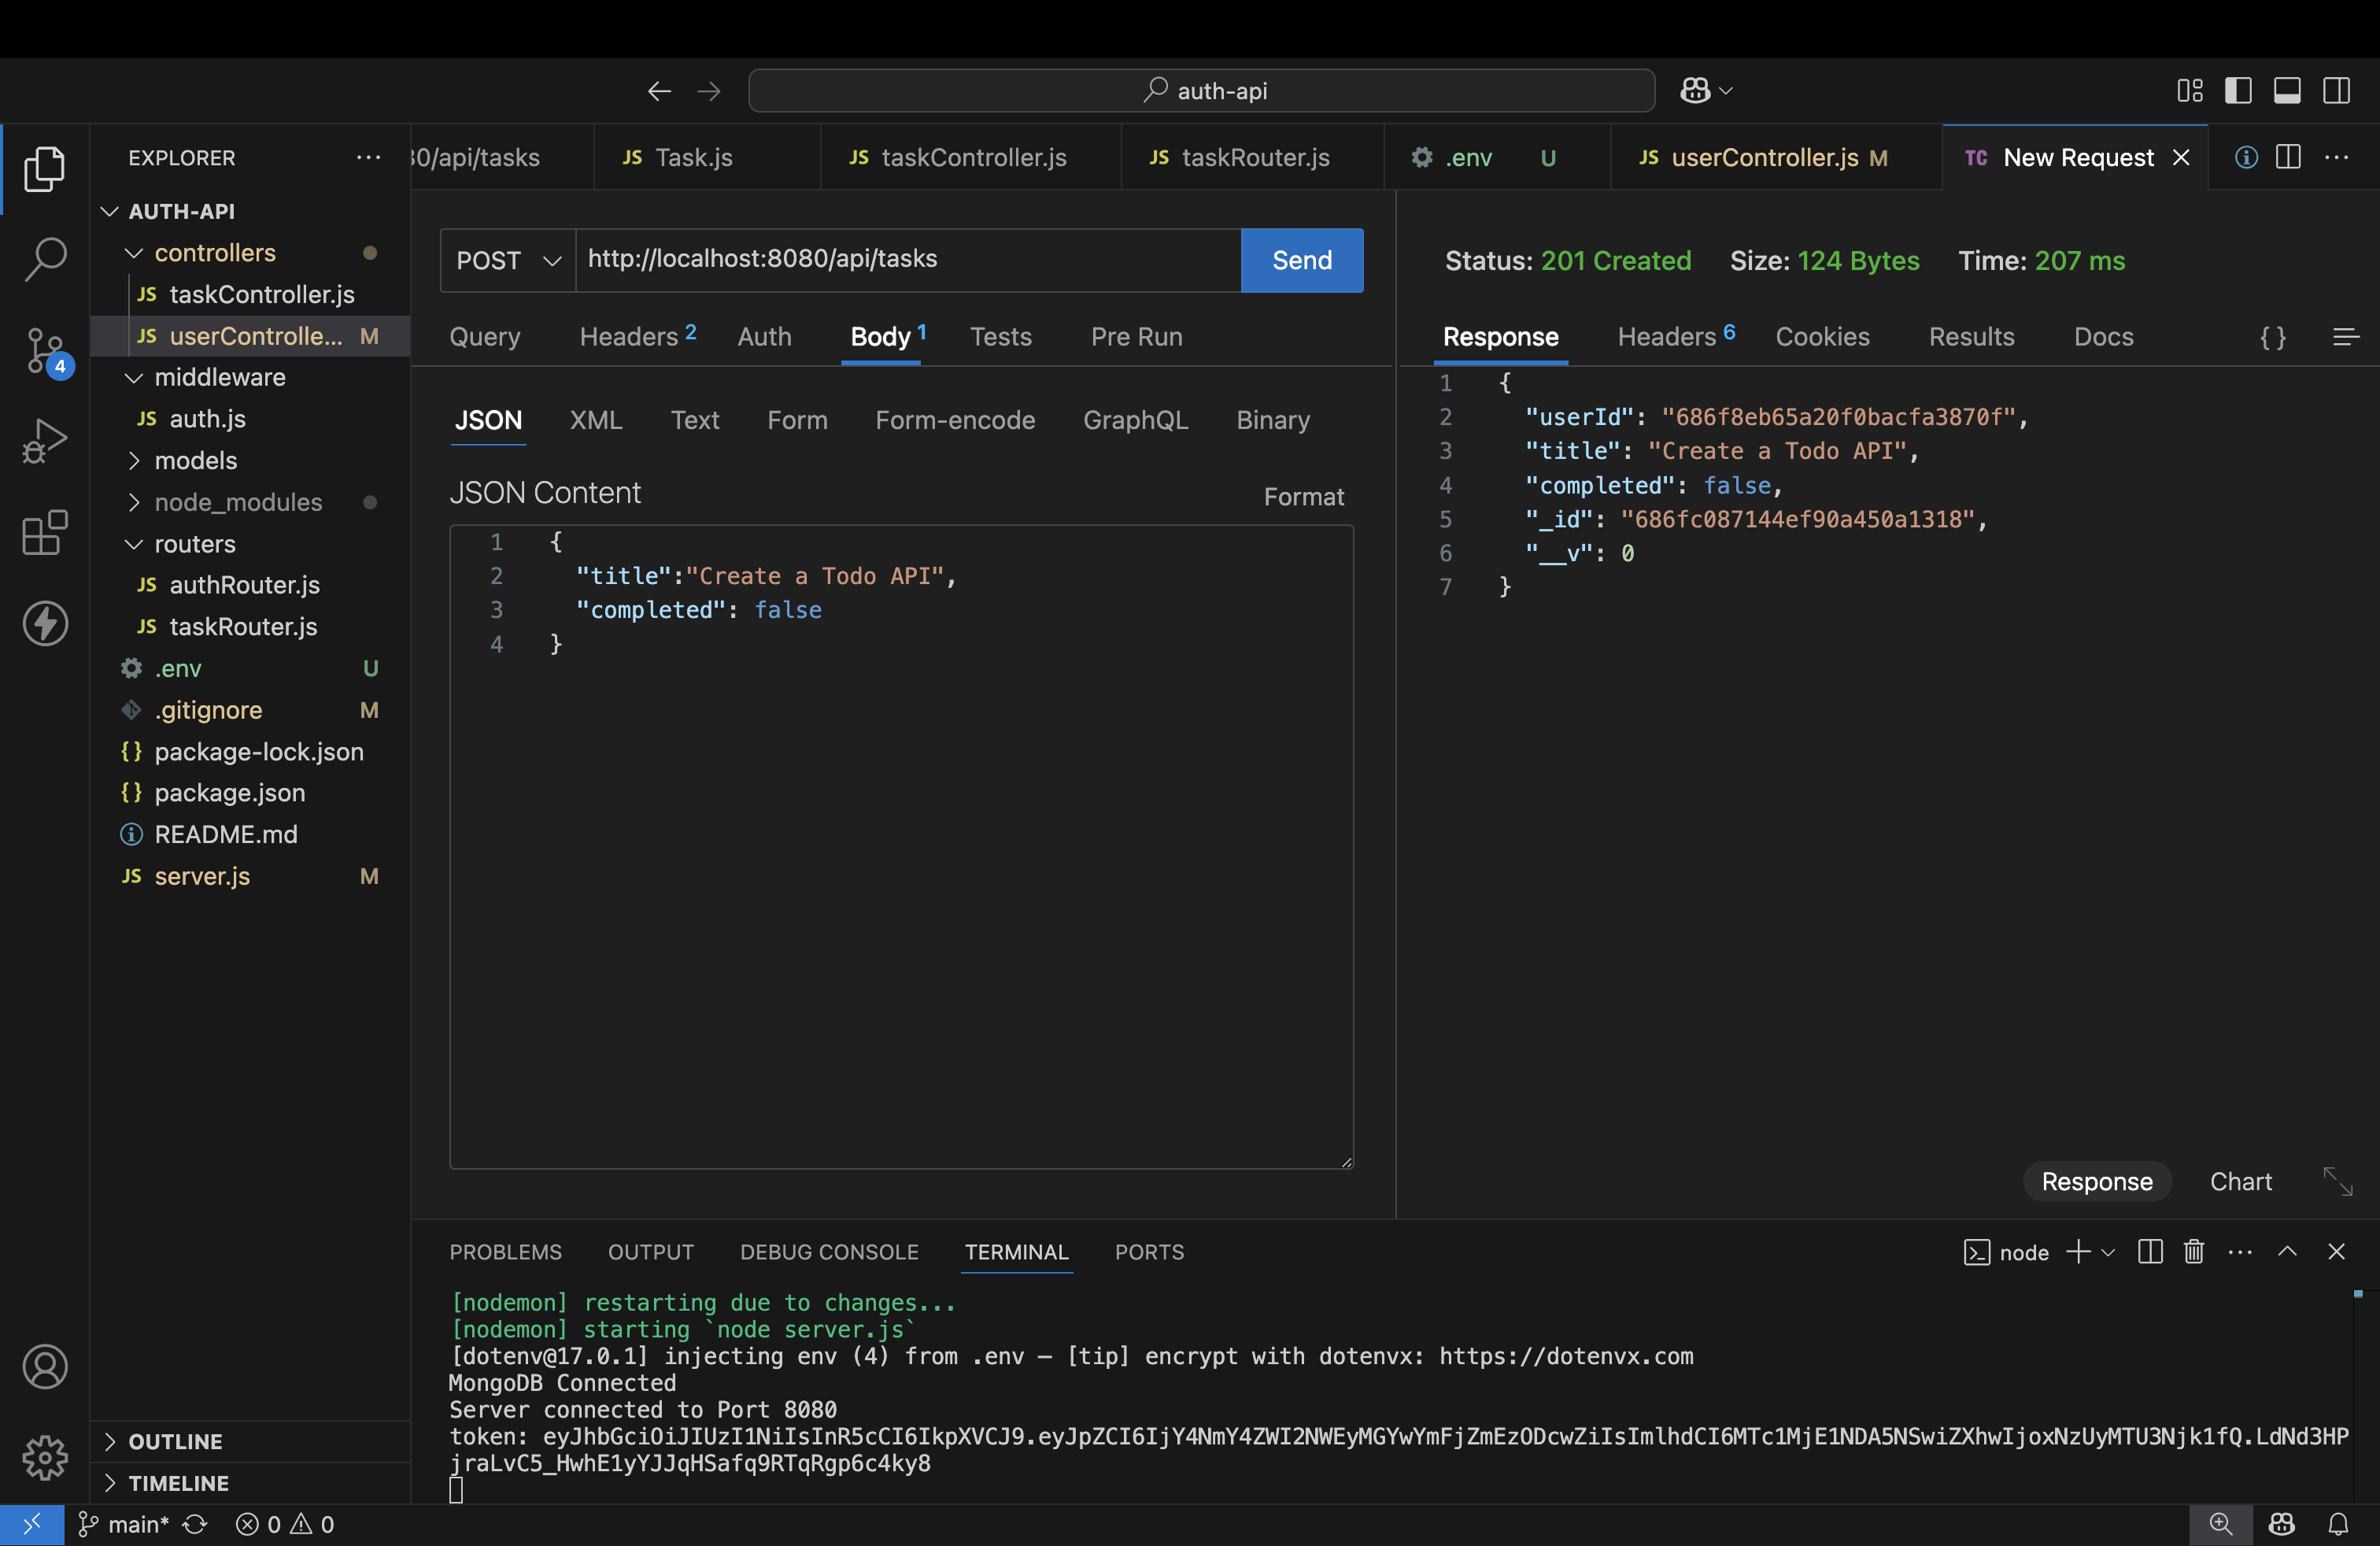 auth-api
EXPLORER
30/api/tasks
JS Task.js
JS taskController.js
JS taskRouter.js
.env U
JS userController.js M
TC New Request
AUTH-API
controllers
JS taskController.js
JS userControlle... M
middleware
JS auth.js
models
node_modules
routers
JS authRouter.js
JS taskRouter.js
.env U
.gitignore M
{} package-lock.json
{} package.json
README.md
JS server.js M
4
OUTLINE
TIMELINE
POST http://localhost:8080/api/tasks Send
Query Headers 2 Auth Body 1 Tests Pre Run
JSON XML Text Form Form-encode GraphQL Binary
JSON Content Format
1 {
2 "title":"Create a Todo API",
3 "completed": false
4 }
Status: 201 Created Size: 124 Bytes Time: 207 ms
Response Headers 6 Cookies Results Docs {}
1 {
2 "userId": "686f8eb65a20f0bacfa3870f",
3 "title": "Create a Todo API",
4 "completed": false,
5 "_id": "686fc087144ef90a450a1318",
6 "__v": 0
7 }
Response Chart
PROBLEMS OUTPUT DEBUG CONSOLE TERMINAL PORTS
node
[nodemon] restarting due to changes...
[nodemon] starting `node server.js`
[dotenv@17.0.1] injecting env (4) from .env – [tip] encrypt with dotenvx: https://dotenvx.com
MongoDB Connected
Server connected to Port 8080
token: eyJhbGciOiJIUzI1NiIsInR5cCI6IkpXVCJ9.eyJpZCI6IjY4NmY4ZWI2NWEyMGYwYmFjZmEzODcwZiIsImlhdCI6MTc1MjE1NDA5NSwiZXhwIjoxNzUyMTU3Njk1fQ.LdNd3HP
jraLvC5_HwhE1yYJJqHSafq9RTqRgp6c4ky8
main* 0 0